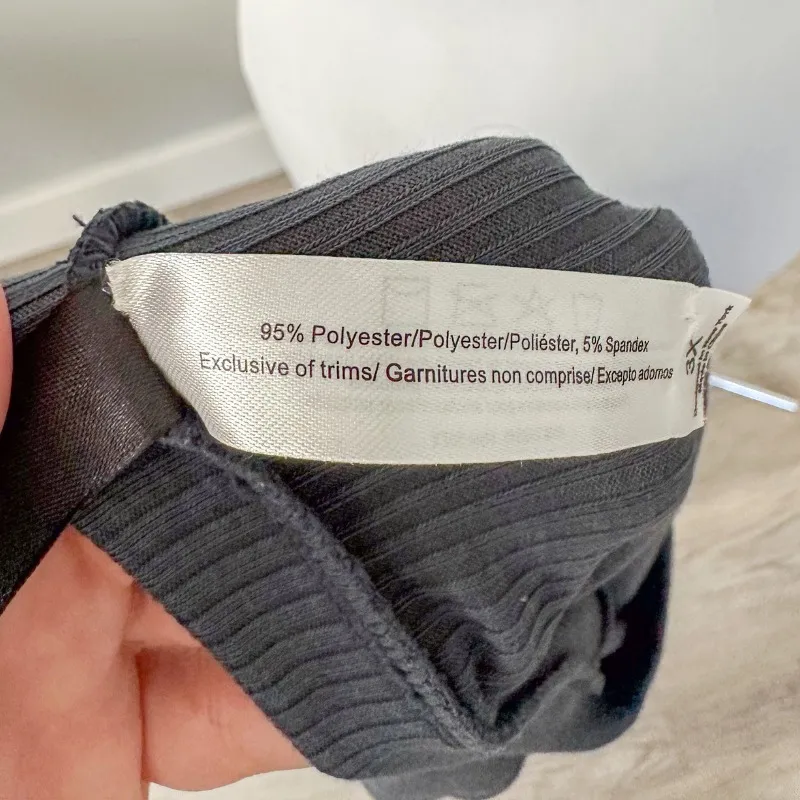 95% Polyester/Polyester/Poliéster, 5% Spandex
Exclusive of trims/ Garnitures non comprise/ Excepto adornos
3X